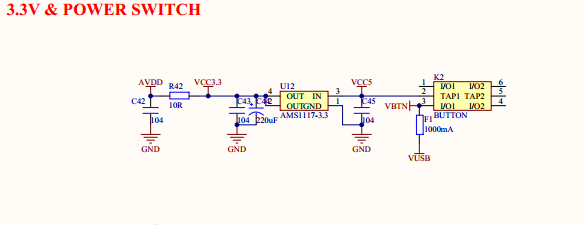 3.3V & POWER SWITCH
AVDD R42 VCC3.3 U12 VCC5 K2
4 OUT IN 3 1 I/O1 I/O2 6
2 TAP1 TAP2 5
C42 10R C43 OUTGND 1 C45 VBTN 3 I/O1 I/O2 4
104 104 220uF AMS1117-3.3 104 F1 BUTTON
1000mA
GND GND GND VUSB